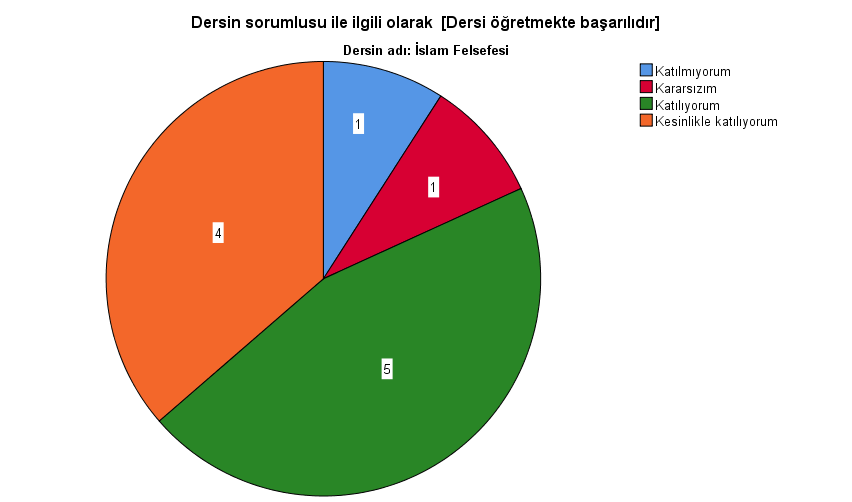 Dersin sorumlusu ile ilgili olarak [Dersi öğretmekte başarılıdır]
Dersin adı: İslam Felsefesi
Katılmıyorum
Kararsızım
Katılıyorum
Kesinlikle katılıyorum
1
1
4
5